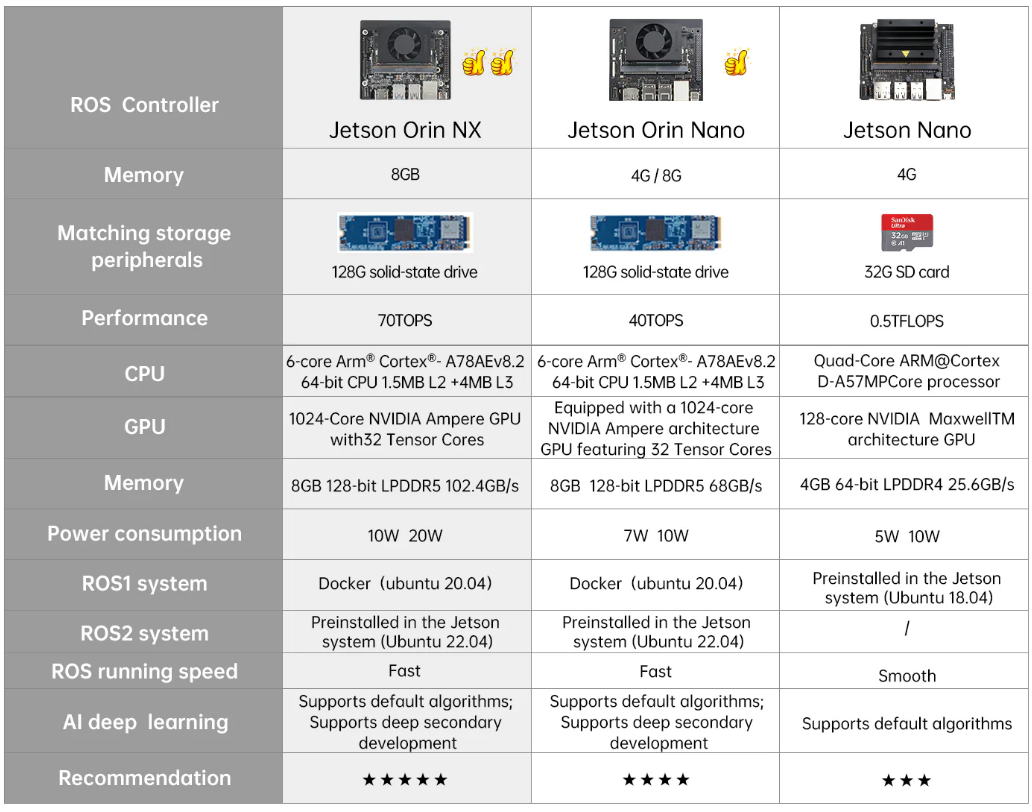 ROS Controller
Jetson Orin NX
Jetson Orin Nano
Jetson Nano
Memory
8GB
4G / 8G
4G
Matching storage
peripherals
128G solid-state drive
128G solid-state drive
SanDisk
Ultra
32GB
A1
32G SD card
Performance
70TOPS
40TOPS
0.5TFLOPS
CPU
6-core Arm® Cortex®- A78AEv8.2
64-bit CPU 1.5MB L2 +4MB L3
6-core Arm® Cortex®- A78AEv8.2
64-bit CPU 1.5MB L2 +4MB L3
Quad-Core ARM@Cortex
D-A57MPCore processor
GPU
1024-Core NVIDIA Ampere GPU
with32 Tensor Cores
Equipped with a 1024-core
NVIDIA Ampere architecture
GPU featuring 32 Tensor Cores
128-core NVIDIA MaxwellTM
architecture GPU
Memory
8GB 128-bit LPDDR5 102.4GB/s
8GB 128-bit LPDDR5 68GB/s
4GB 64-bit LPDDR4 25.6GB/s
Power consumption
10W 20W
7W 10W
5W 10W
ROS1 system
Docker (ubuntu 20.04)
Docker (ubuntu 20.04)
Preinstalled in the Jetson
system (Ubuntu 18.04)
ROS2 system
Preinstalled in the Jetson
system (Ubuntu 22.04)
Preinstalled in the Jetson
system (Ubuntu 22.04)
/
ROS running speed
Fast
Fast
Smooth
AI deep learning
Supports default algorithms;
Supports deep secondary
development
Supports default algorithms;
Supports deep secondary
development
Supports default algorithms
Recommendation
★★★★★
★★★★
★★★